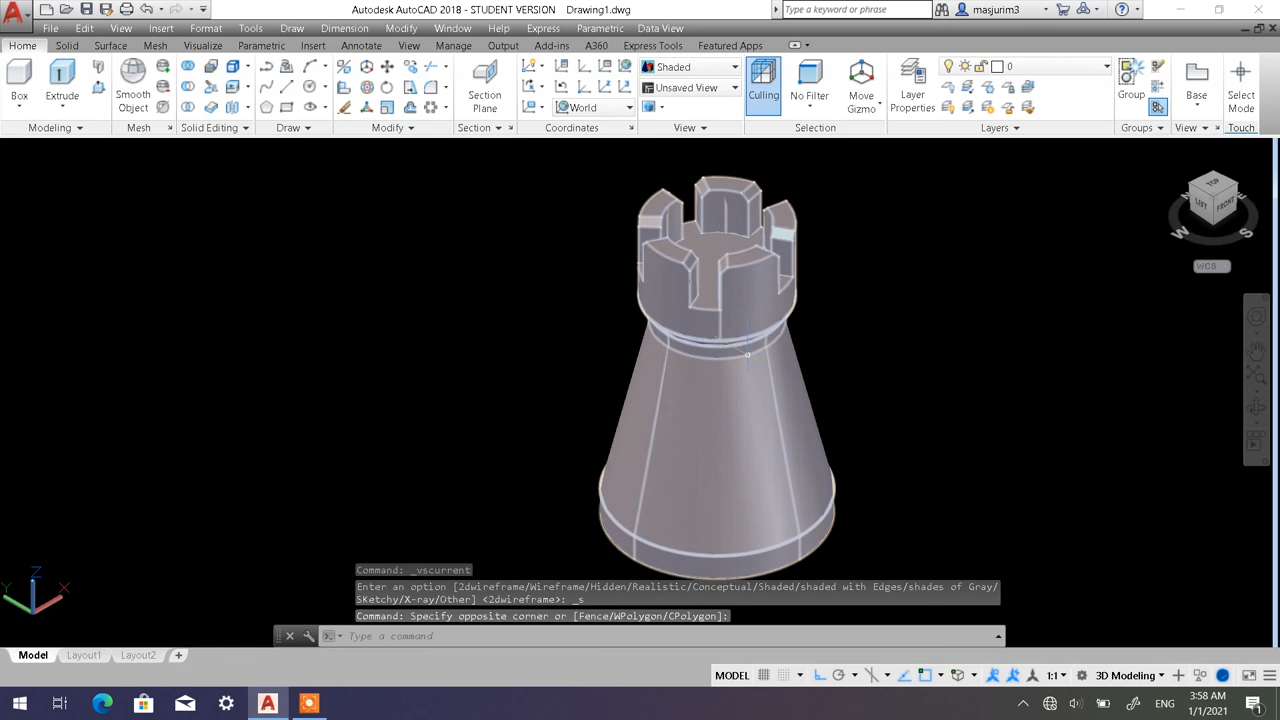 Autodesk AutoCAD 2018 - STUDENT VERSION Drawing1.dwg
Type a keyword or phrase
masjurim3
File Edit View Insert Format Tools Draw Dimension Modify Window Help Express Parametric Data View
Home Solid Surface Mesh Visualize Parametric Insert Annotate View Manage Output Add-ins A360 Express Tools Featured Apps
Box
Extrude
Smooth Object
Section Plane
World
Shaded
Unsaved View
Culling
No Filter
Move Gizmo
Layer Properties
0
Group
Base
Select Mode
Modeling Mesh Solid Editing Draw Modify Section Coordinates View Selection Layers Groups View Touch
TOP
LEFT
FRONT
W
S
E
WCS
Z
Y
X
Command: _vscurrent
Enter an option [2dwireframe/Wireframe/Hidden/Realistic/Conceptual/Shaded/shaded with Edges/shades of Gray/
SKetchy/X-ray/Other] <2dwireframe>: _s
Command: Specify opposite corner or [Fence/WPolygon/CPolygon]:
Type a command
Model Layout1 Layout2
MODEL 1:1 3D Modeling
ENG
3:58 AM
1/1/2021
1